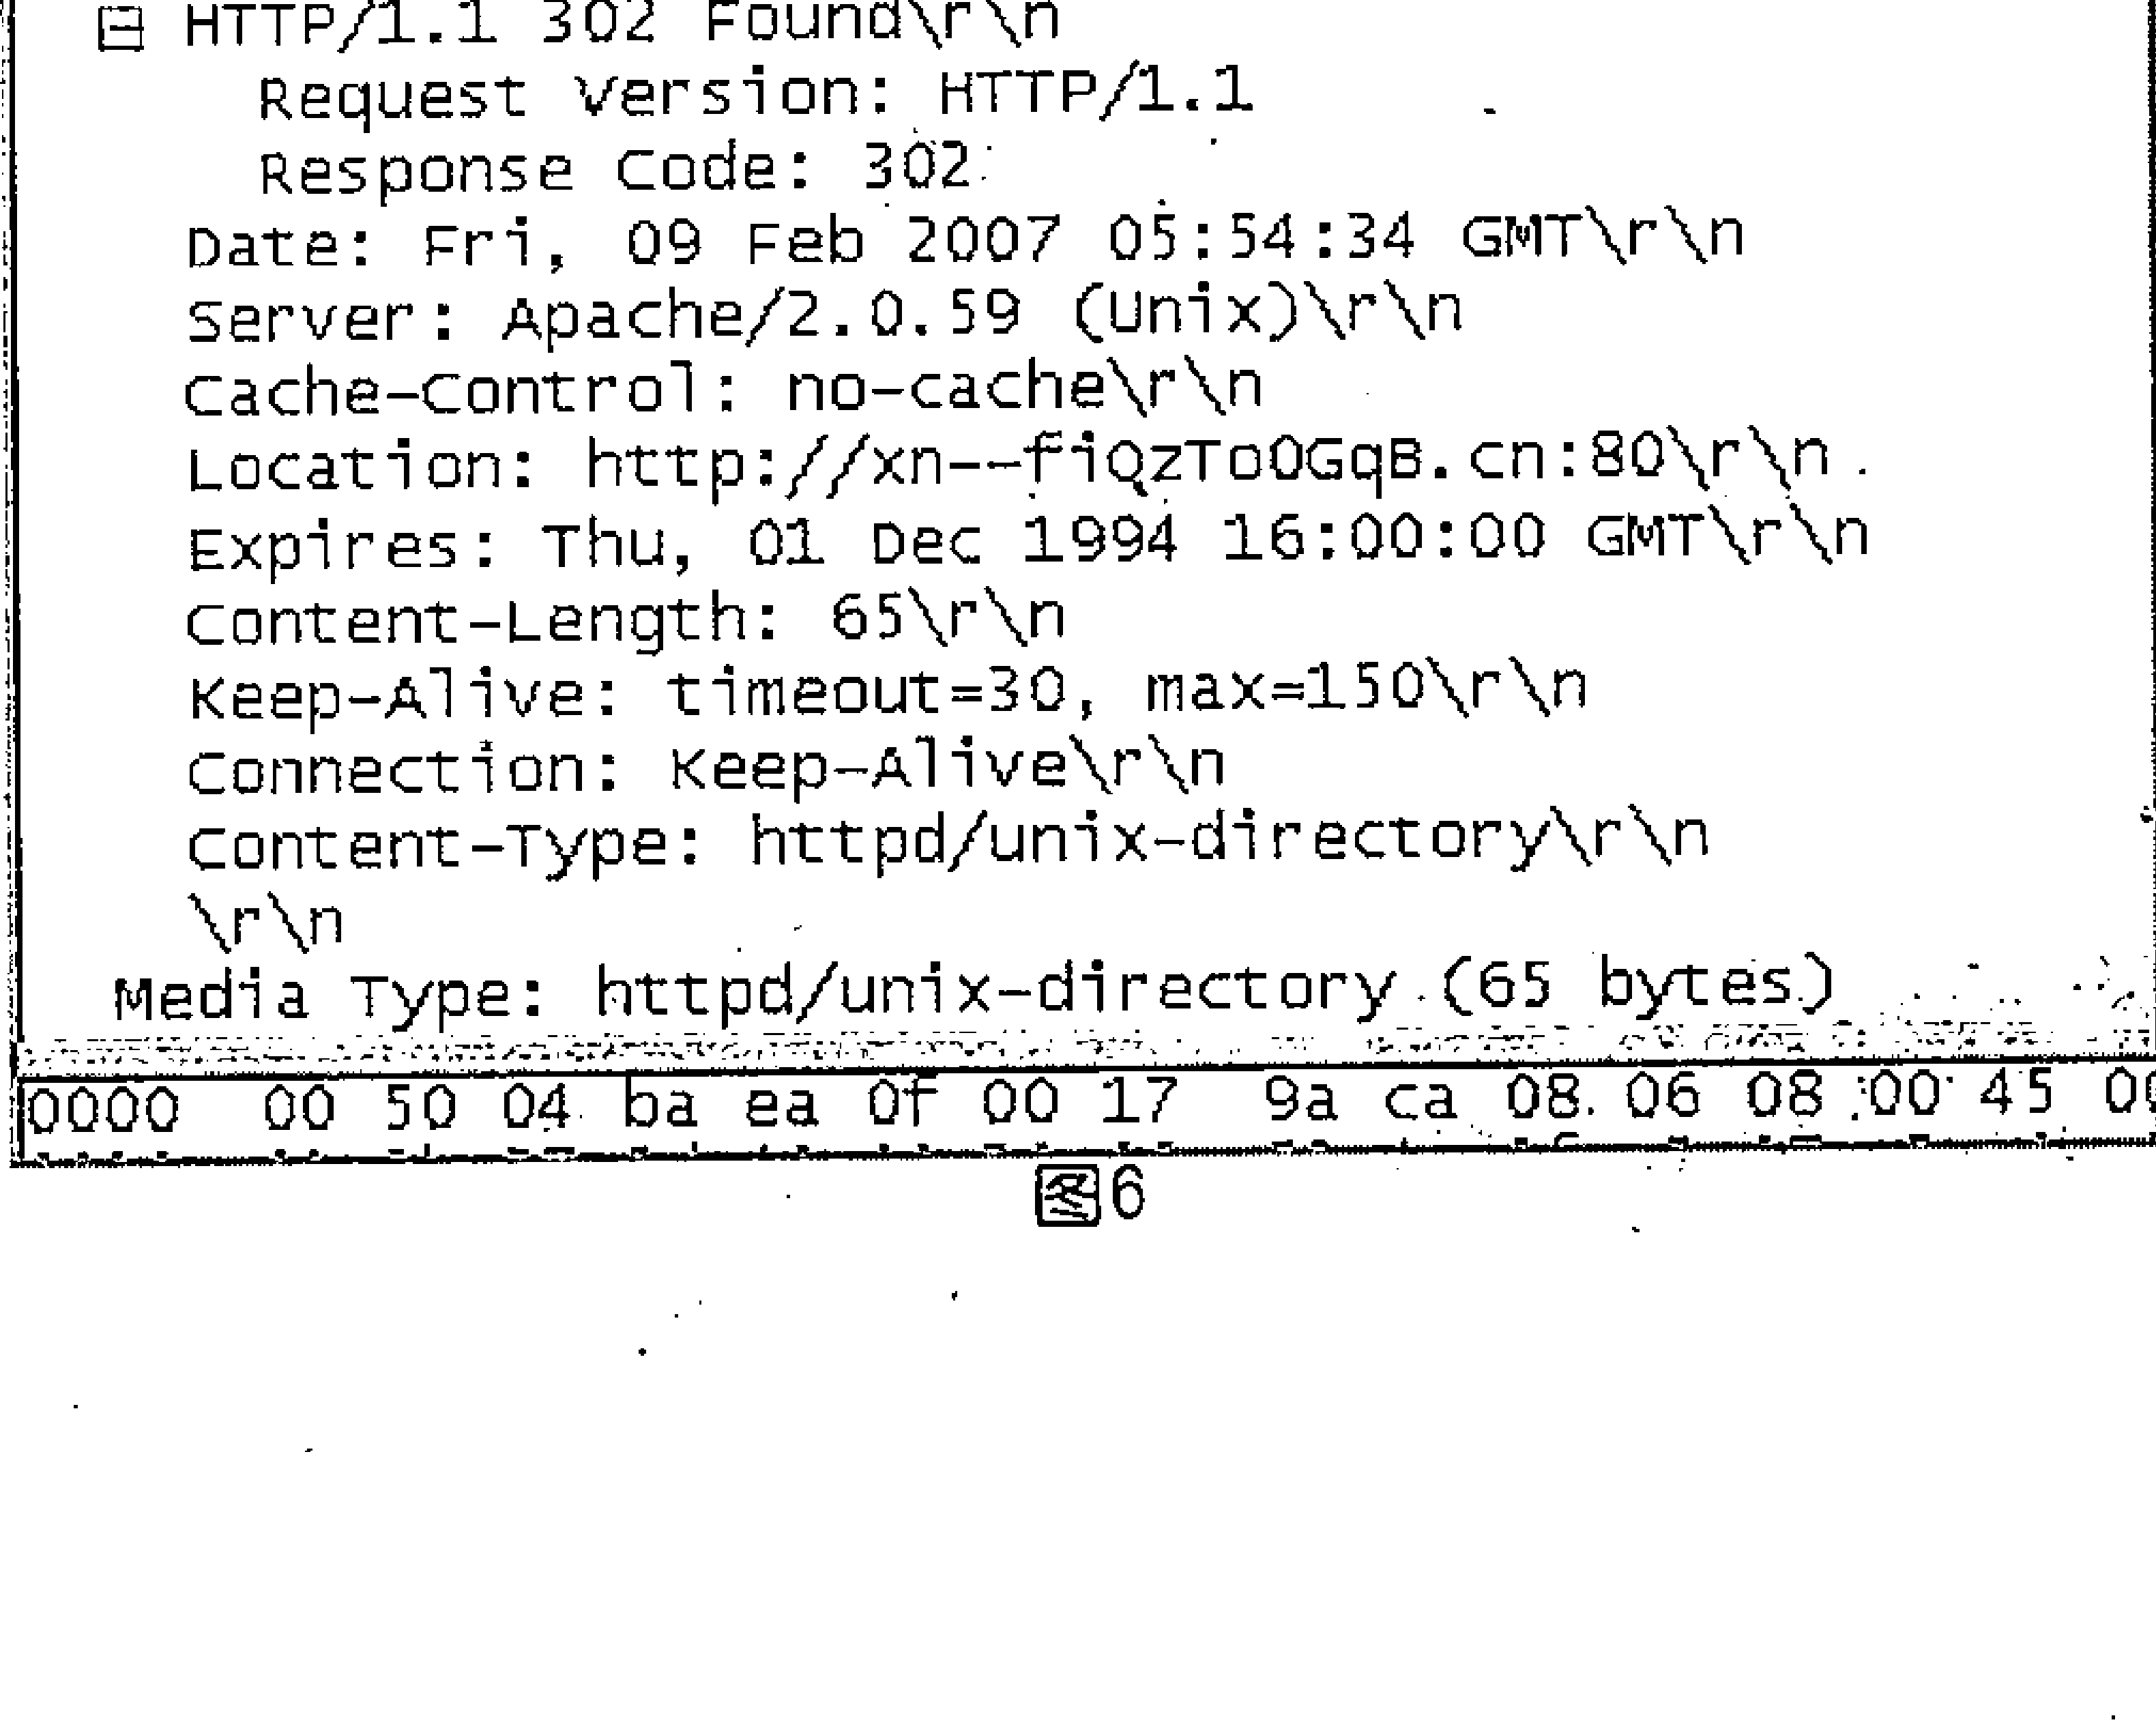 HTTP/1.1 302 Found\r\n
Request Version: HTTP/1.1
Response Code: 302
Date: Fri, 09 Feb 2007 05:54:34 GMT\r\n
Server: Apache/2.0.59 (Unix)\r\n
Cache-Control: no-cache\r\n
Location: http://xn--fiQzTo0GqB.cn:80\r\n
Expires: Thu, 01 Dec 1994 16:00:00 GMT\r\n
Content-Length: 65\r\n
Keep-Alive: timeout=30, max=150\r\n
Connection: Keep-Alive\r\n
Content-Type: httpd/unix-directory\r\n
\r\n
Media Type: httpd/unix-directory (65 bytes)
0000 00 50 04 ba ea 0f 00 17 9a ca 08 06 08 00 45
图6